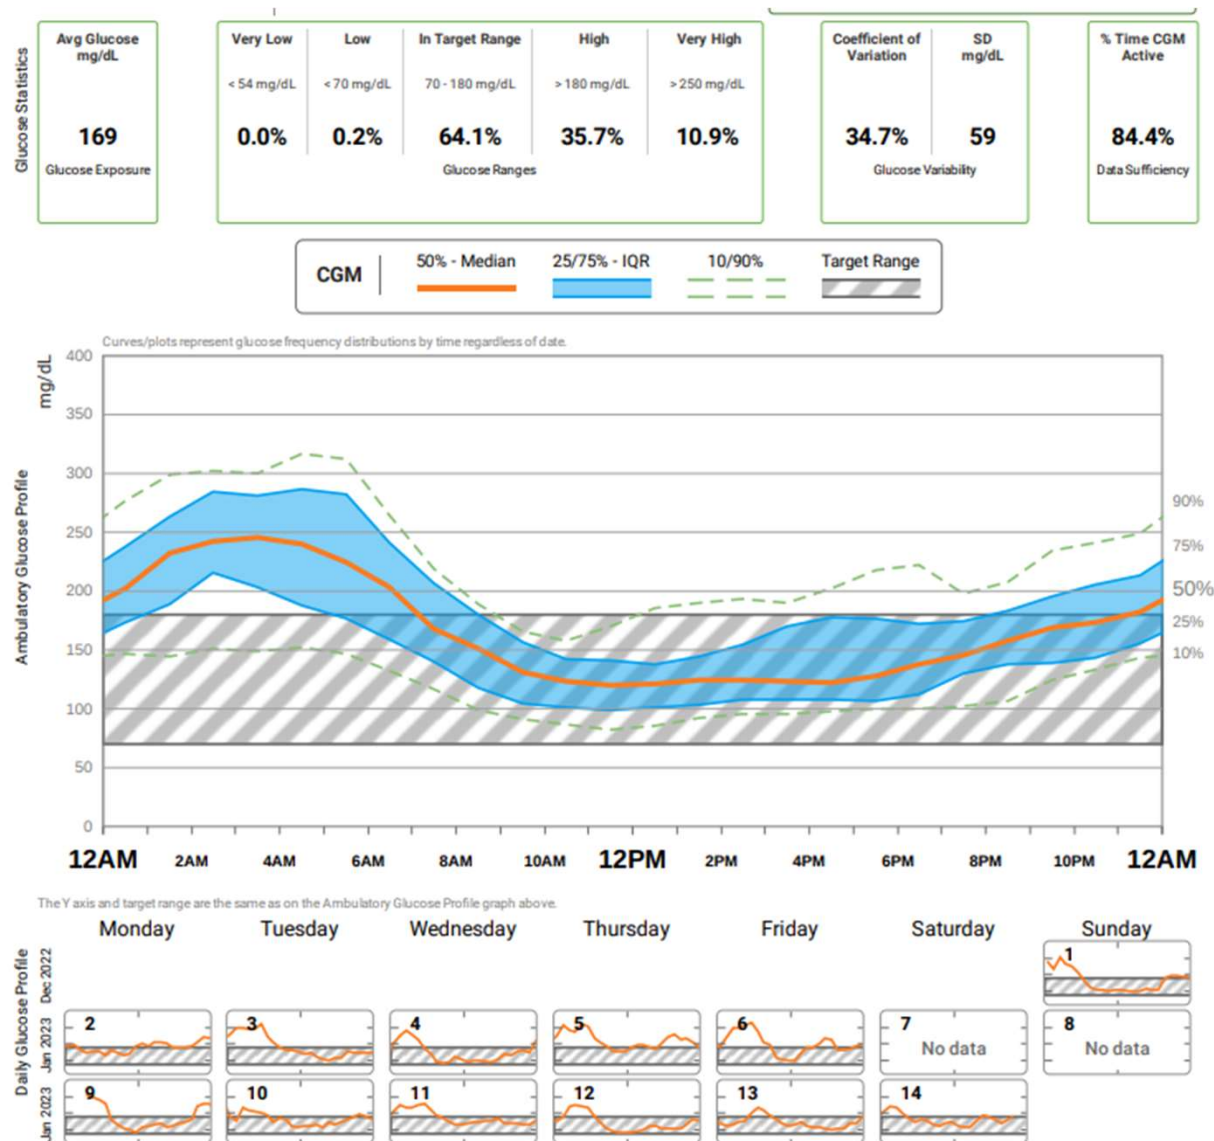 Glucose Statistics
Avg Glucose
mg/dL
169
Glucose Exposure
Very Low
< 54 mg/dL
0.0%
Low
< 70 mg/dL
0.2%
In Target Range
70 - 180 mg/dL
64.1%
High
> 180 mg/dL
35.7%
Very High
> 250 mg/dL
10.9%
Glucose Ranges
Coefficient of
Variation
34.7%
SD
mg/dL
59
Glucose Variability
% Time CGM
Active
84.4%
Data Sufficiency
CGM
50% - Median
25/75% - IQR
10/90%
Target Range
Curves/plots represent glucose frequency distributions by time regardless of date.
Ambulatory Glucose Profile
mg/dL
400
350
300
250
200
150
100
50
0
90%
75%
50%
25%
10%
12AM 2AM 4AM 6AM 8AM 10AM 12PM 2PM 4PM 6PM 8PM 10PM 12AM
The Y axis and target range are the same as on the Ambulatory Glucose Profile graph above.
Monday Tuesday Wednesday Thursday Friday Saturday Sunday
Daily Glucose Profile
Dec 2022
1
Jan 2023
2 3 4 5 6 7 8
No data No data
Jan 2023
9 10 11 12 13 14